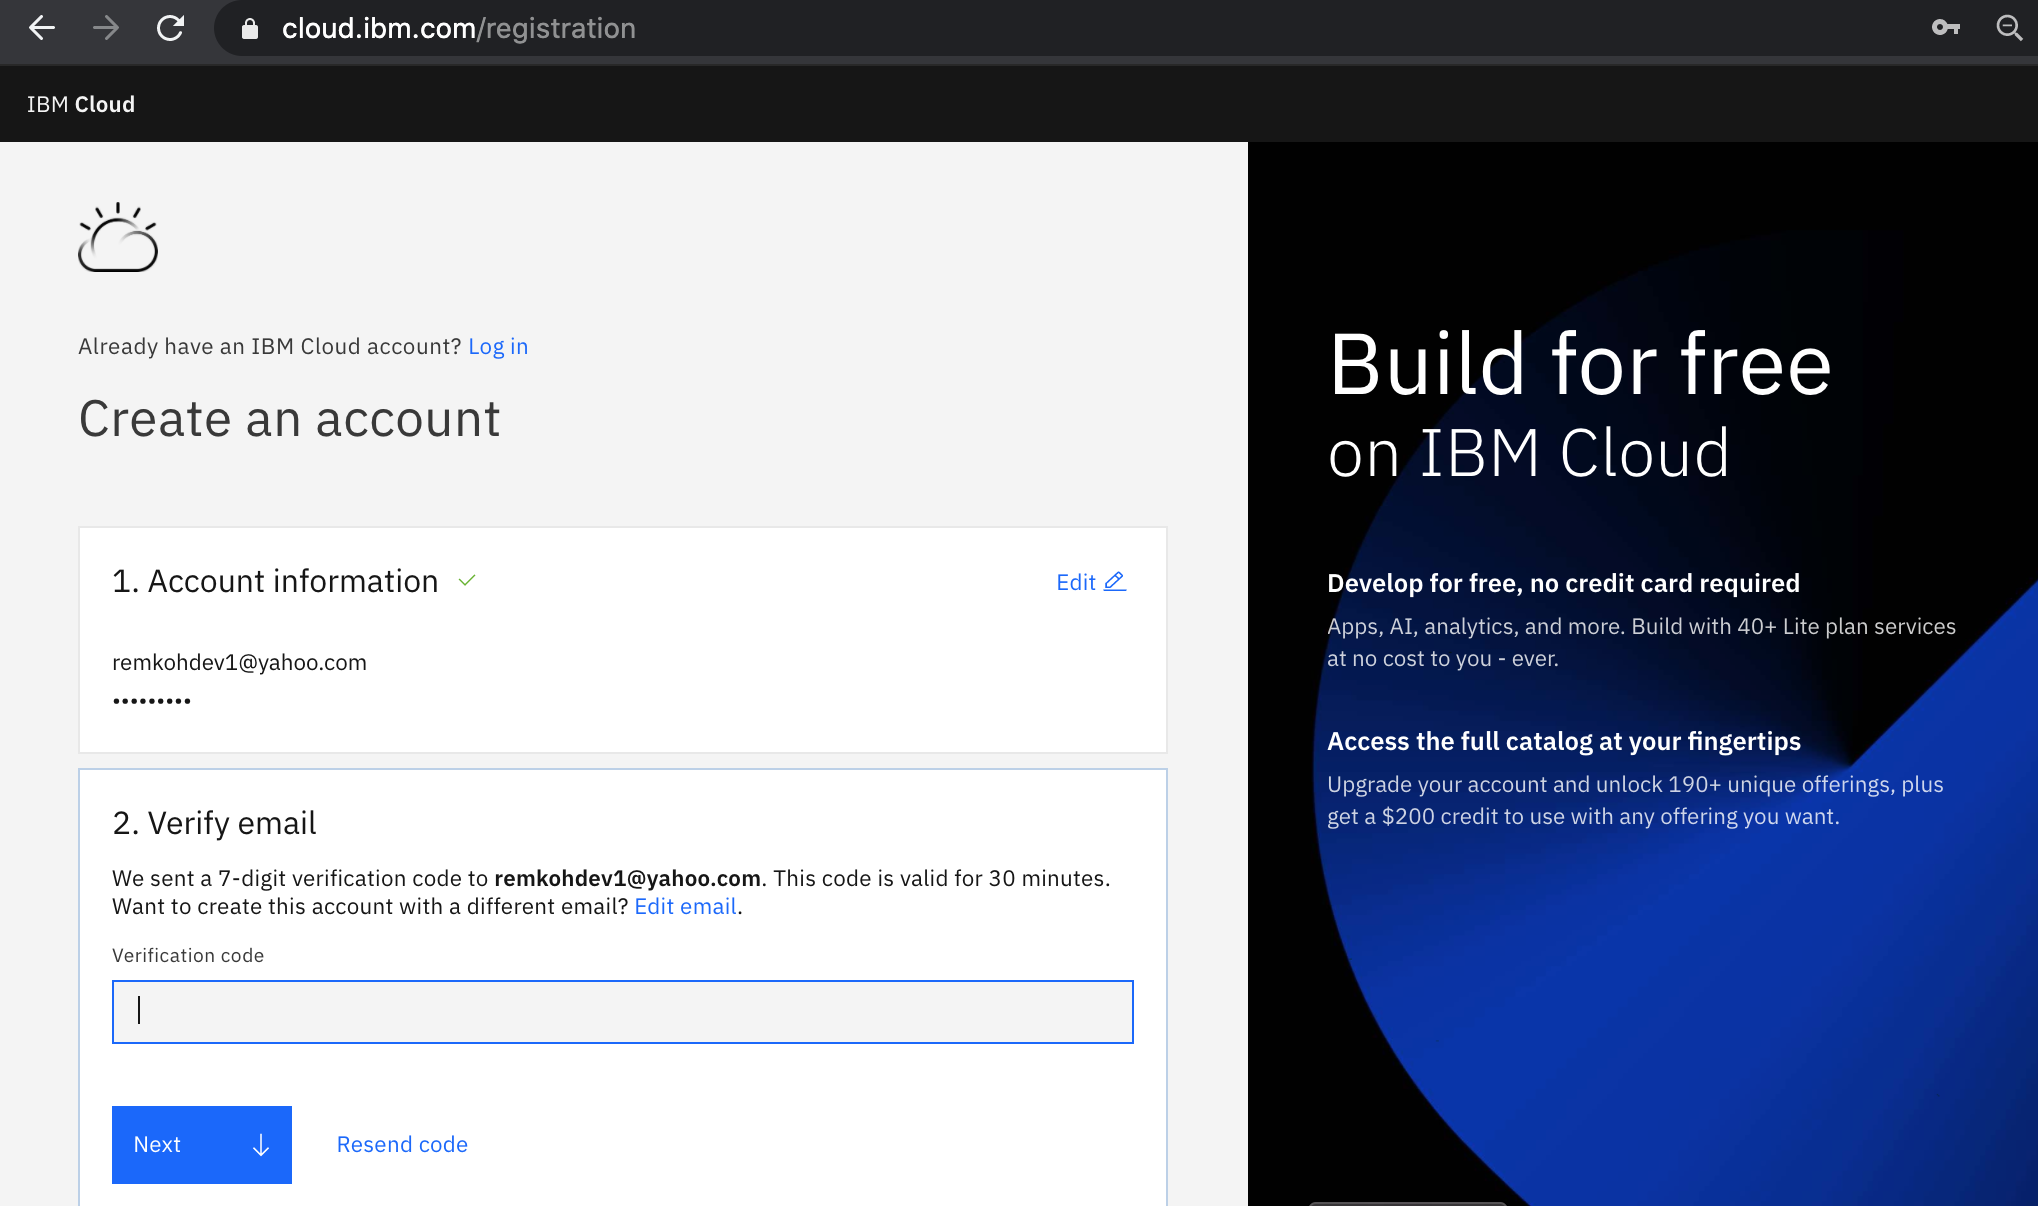 cloud.ibm.com/registration
IBM Cloud
Already have an IBM Cloud account? Log in
Create an account
1. Account information
Edit
remkohdev1@yahoo.com
•••••••••
2. Verify email
We sent a 7-digit verification code to remkohdev1@yahoo.com. This code is valid for 30 minutes.
Want to create this account with a different email? Edit email.
Verification code
Next
Resend code
Build for free
on IBM Cloud
Develop for free, no credit card required
Apps, AI, analytics, and more. Build with 40+ Lite plan services
at no cost to you - ever.
Access the full catalog at your fingertips
Upgrade your account and unlock 190+ unique offerings, plus
get a $200 credit to use with any offering you want.